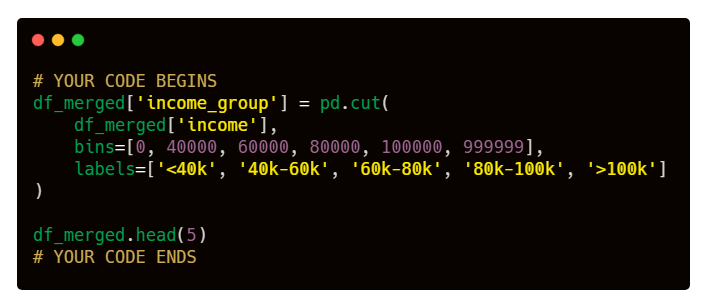 # YOUR CODE BEGINS
df_merged['income_group'] = pd.cut(
    df_merged['income'],
    bins=[0, 40000, 60000, 80000, 100000, 999999],
    labels=['<40k', '40k-60k', '60k-80k', '80k-100k', '>100k']
)
df_merged.head(5)
# YOUR CODE ENDS